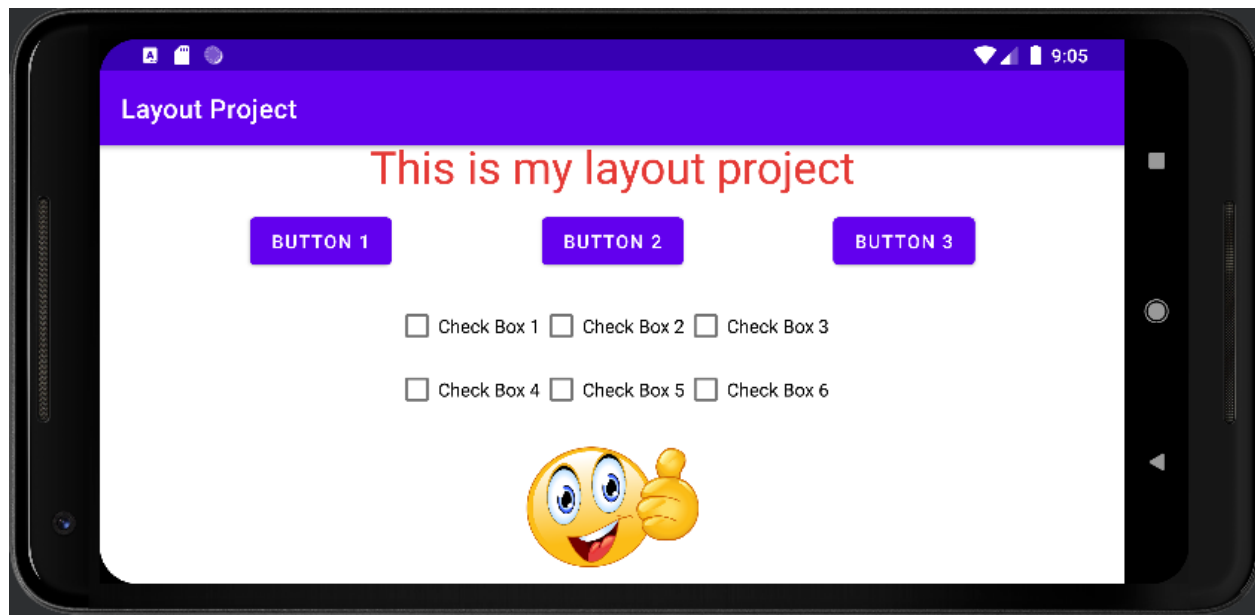 A
9:05
Layout Project
This is my layout project
BUTTON 1 BUTTON 2 BUTTON 3
Check Box 1 Check Box 2 Check Box 3
Check Box 4 Check Box 5 Check Box 6